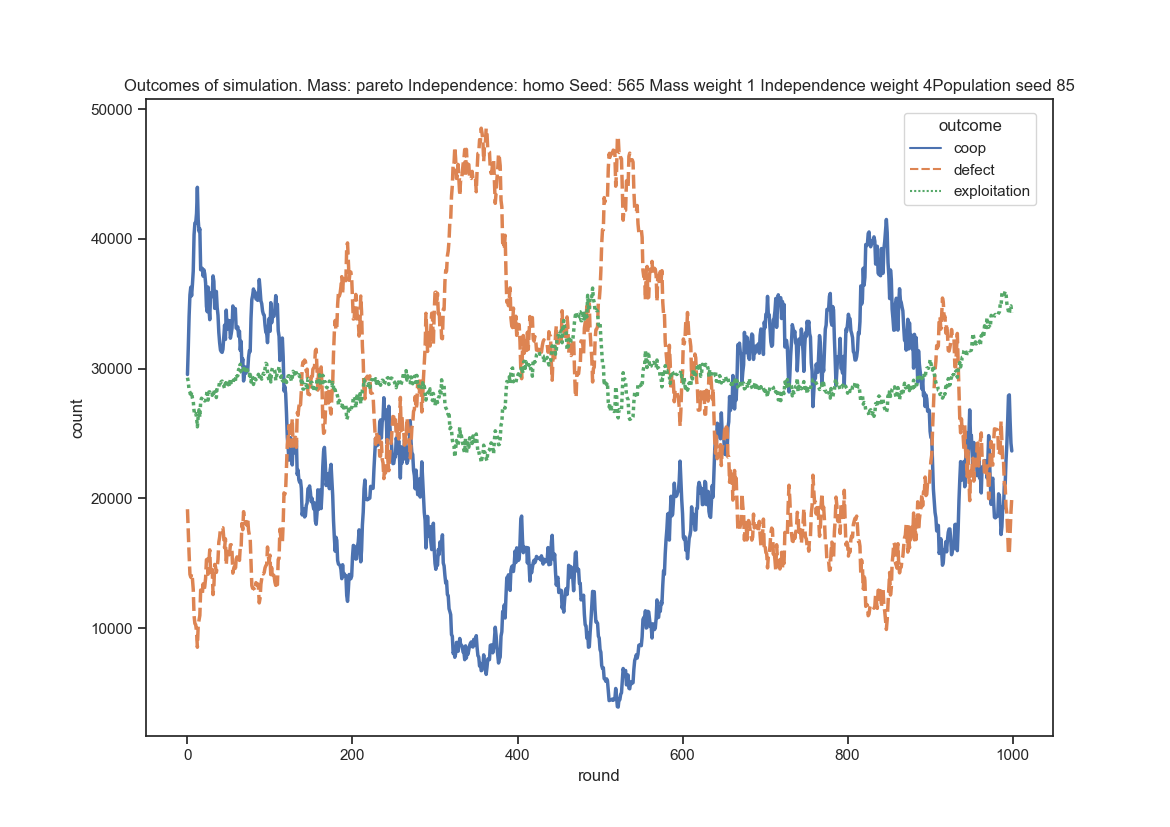 Outcomes of simulation. Mass: pareto Independence: homo Seed: 565 Mass weight 1 Independence weight 4Population seed 85
50000
40000
30000
20000
10000
count
outcome
coop
defect
exploitation
0
200
400
600
800
1000
round